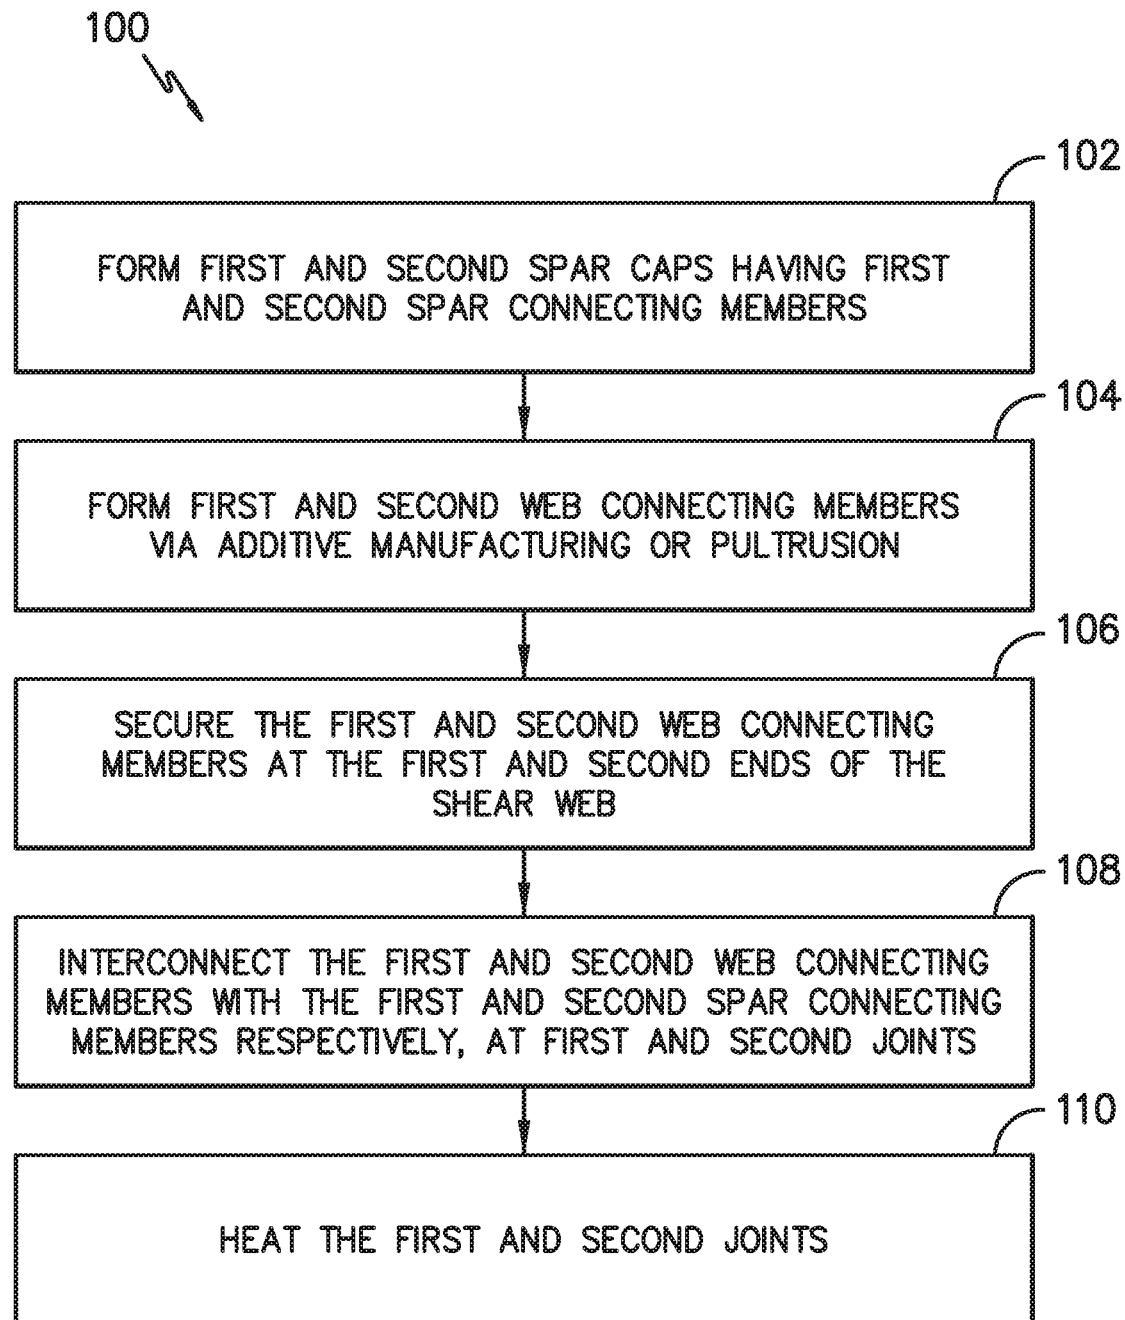 100
102
FORM FIRST AND SECOND SPAR CAPS HAVING FIRST
AND SECOND SPAR CONNECTING MEMBERS
104
FORM FIRST AND SECOND WEB CONNECTING MEMBERS
VIA ADDITIVE MANUFACTURING OR PULTRUSION
106
SECURE THE FIRST AND SECOND WEB CONNECTING
MEMBERS AT THE FIRST AND SECOND ENDS OF THE
SHEAR WEB
108
INTERCONNECT THE FIRST AND SECOND WEB CONNECTING
MEMBERS WITH THE FIRST AND SECOND SPAR CONNECTING
MEMBERS RESPECTIVELY, AT FIRST AND SECOND JOINTS
110
HEAT THE FIRST AND SECOND JOINTS